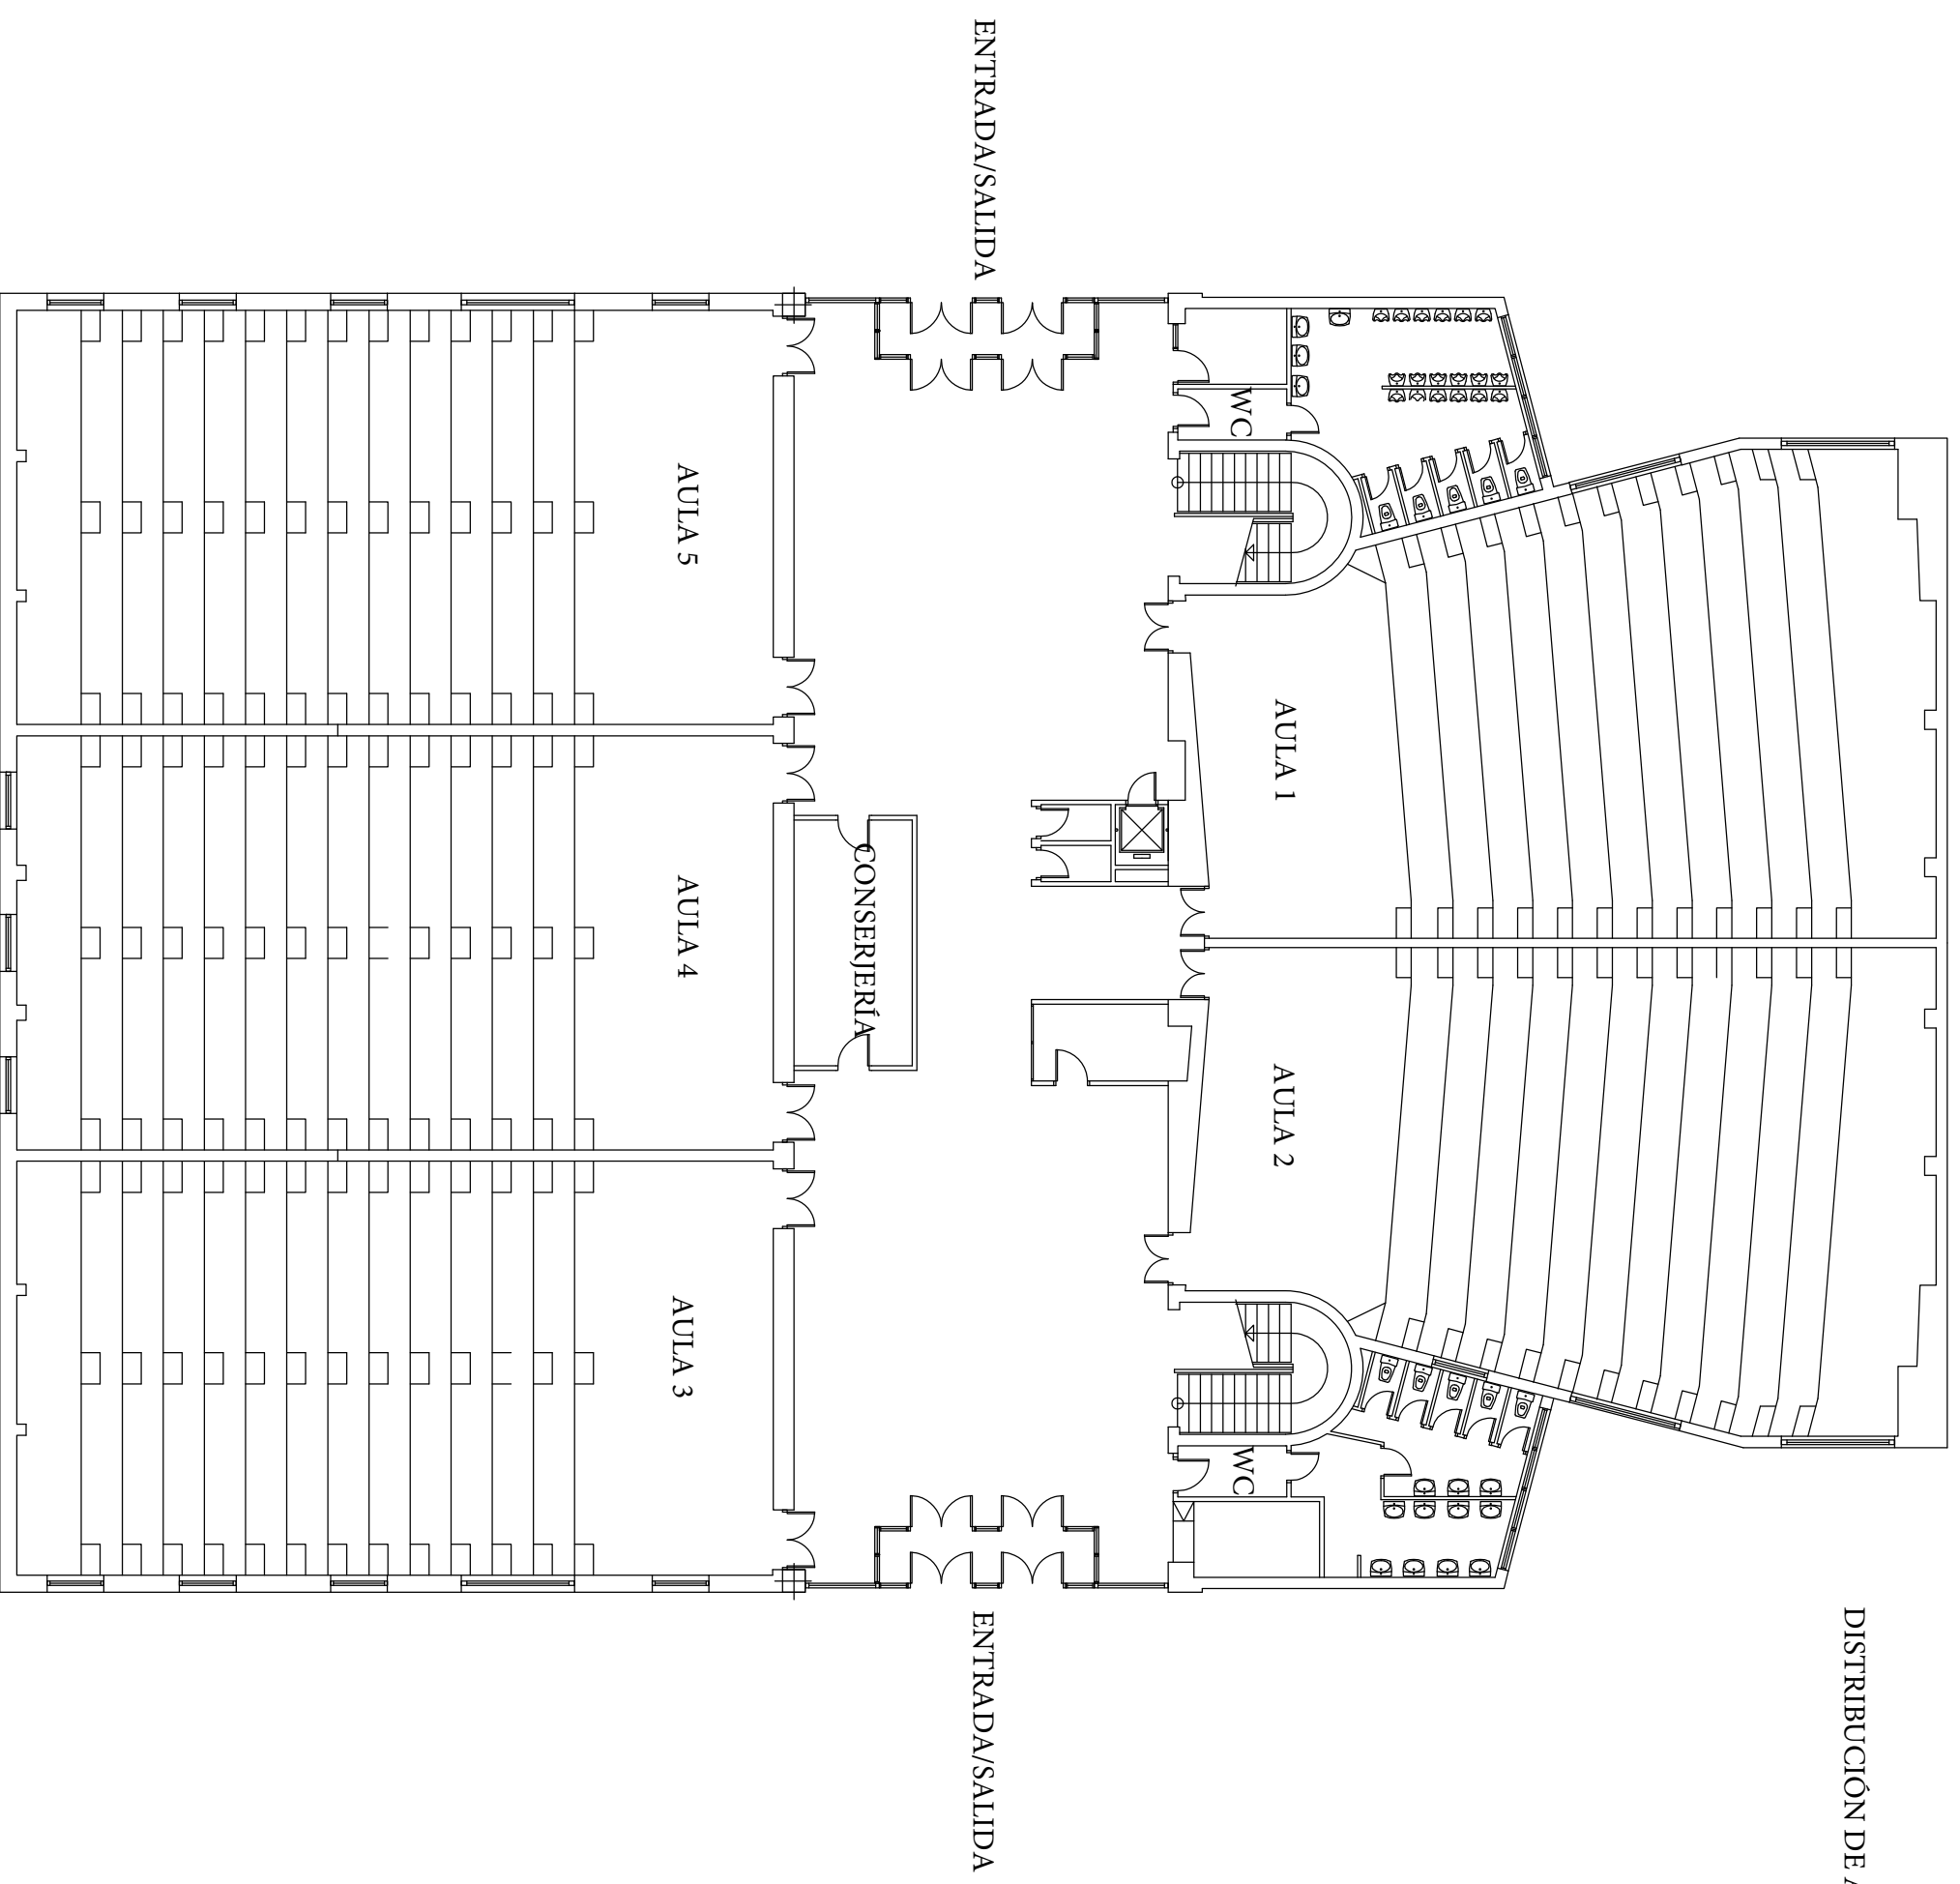 DISTRIBUCIÓN DE
ENTRADA/SALIDA
WC
AULA 1
AULA 2
WC
CONSERJERÍA
AULA 5
AULA 4
AULA 3
ENTRADA/SALIDA